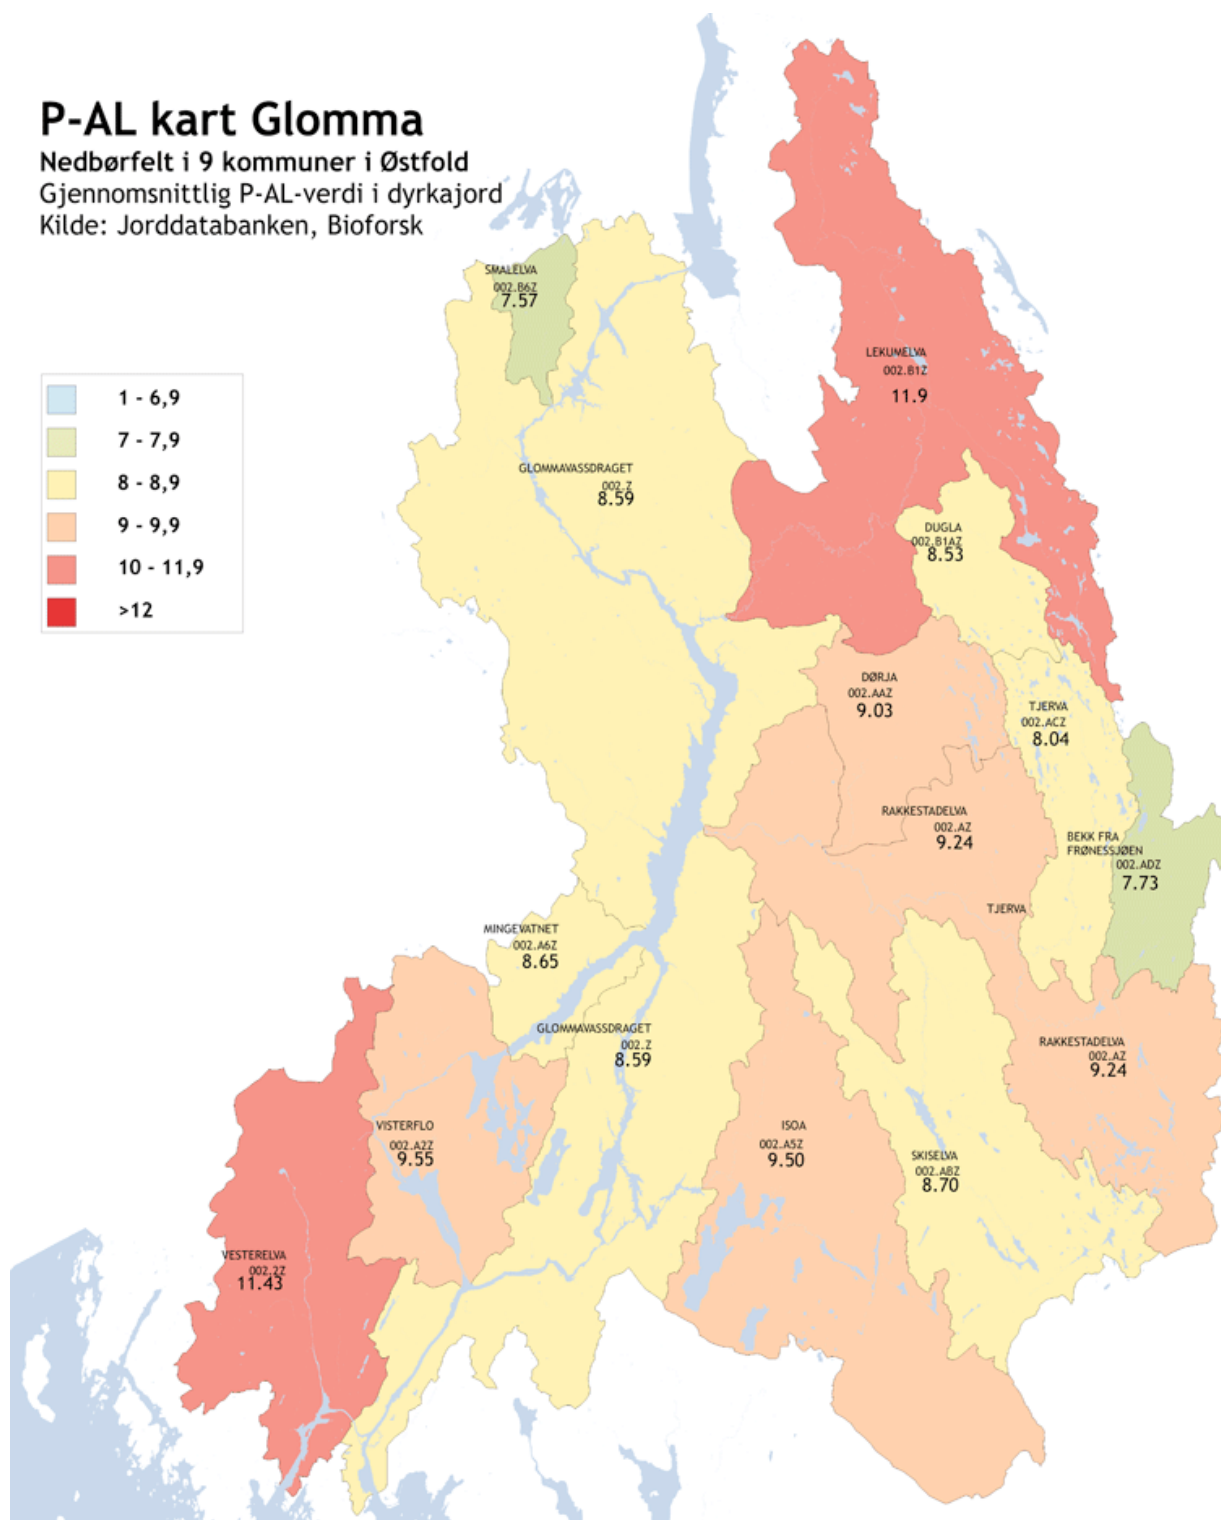 P-AL kart Glomma
Nedbørfelt i 9 kommuner i Østfold
Gjennomsnittlig P-AL-verdi i dyrkajord
Kilde: Jorddatabanken, Bioforsk
1 - 6,9
7 - 7,9
8 - 8,9
9 - 9,9
10 - 11,9
>12
SMALELVA
002.B6Z
7.57
LEKUMELVA
002.B1Z
11.9
GLOMMAVASSDRAGET
002.Z
8.59
DUGLA
002.B1AZ
8.53
DØRJA
002.AAZ
9.03
TJERVA
002.ACZ
8.04
RAKKESTADELVA
002.AZ
9.24
BEKK FRA
FRØNESSJØEN
002.ADZ
7.73
TJERVA
MINGEVATNET
002.A6Z
8.65
GLOMMAVASSDRAGET
002.Z
8.59
RAKKESTADELVA
002.AZ
9.24
VISTERFLO
002.A2Z
9.55
ISOA
002.A5Z
9.50
SKISELVA
002.ABZ
8.70
VESTERELVA
002.2Z
11.43